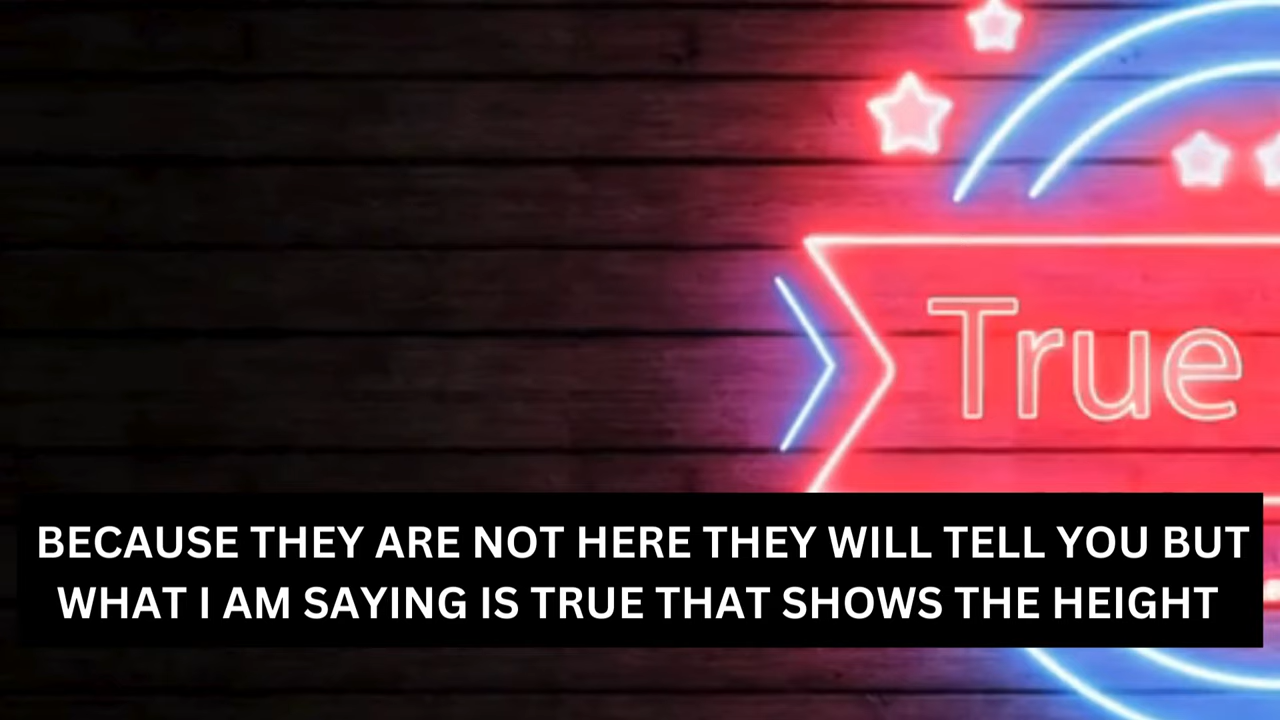 True
BECAUSE THEY ARE NOT HERE THEY WILL TELL YOU BUT
WHAT I AM SAYING IS TRUE THAT SHOWS THE HEIGHT